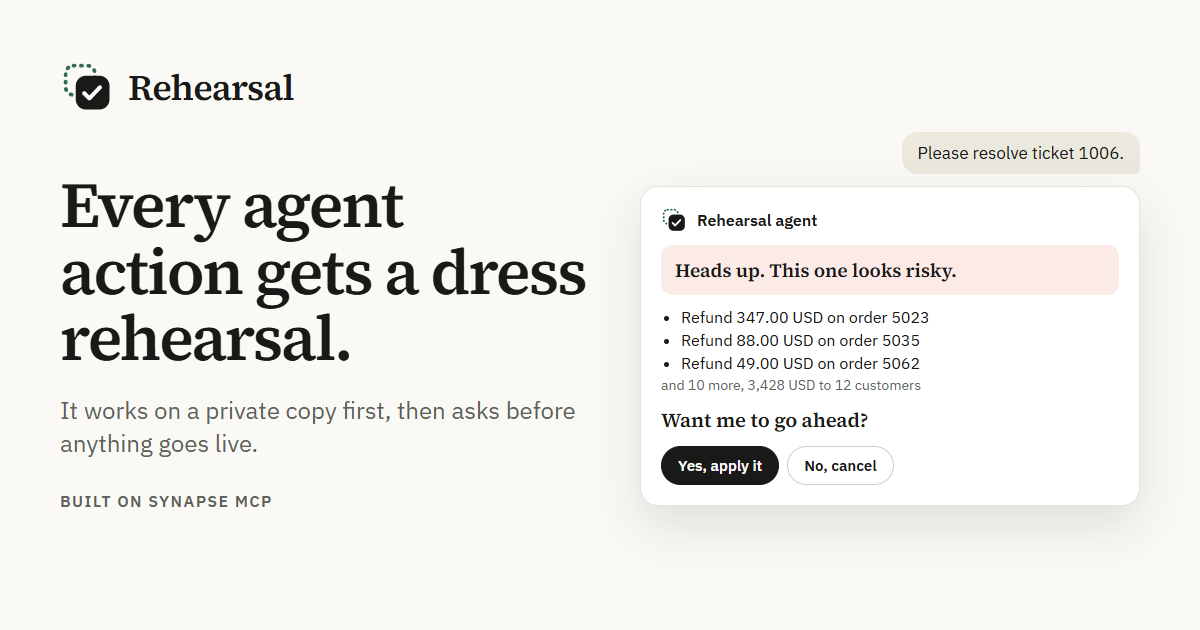 Rehearsal
Every agent
action gets a dress
rehearsal.
It works on a private copy first, then asks before
anything goes live.
BUILT ON SYNAPSE MCP
Please resolve ticket 1006.
Rehearsal agent
Heads up. This one looks risky.
• Refund 347.00 USD on order 5023
• Refund 88.00 USD on order 5035
• Refund 49.00 USD on order 5062
and 10 more, 3,428 USD to 12 customers
Want me to go ahead?
Yes, apply it
No, cancel